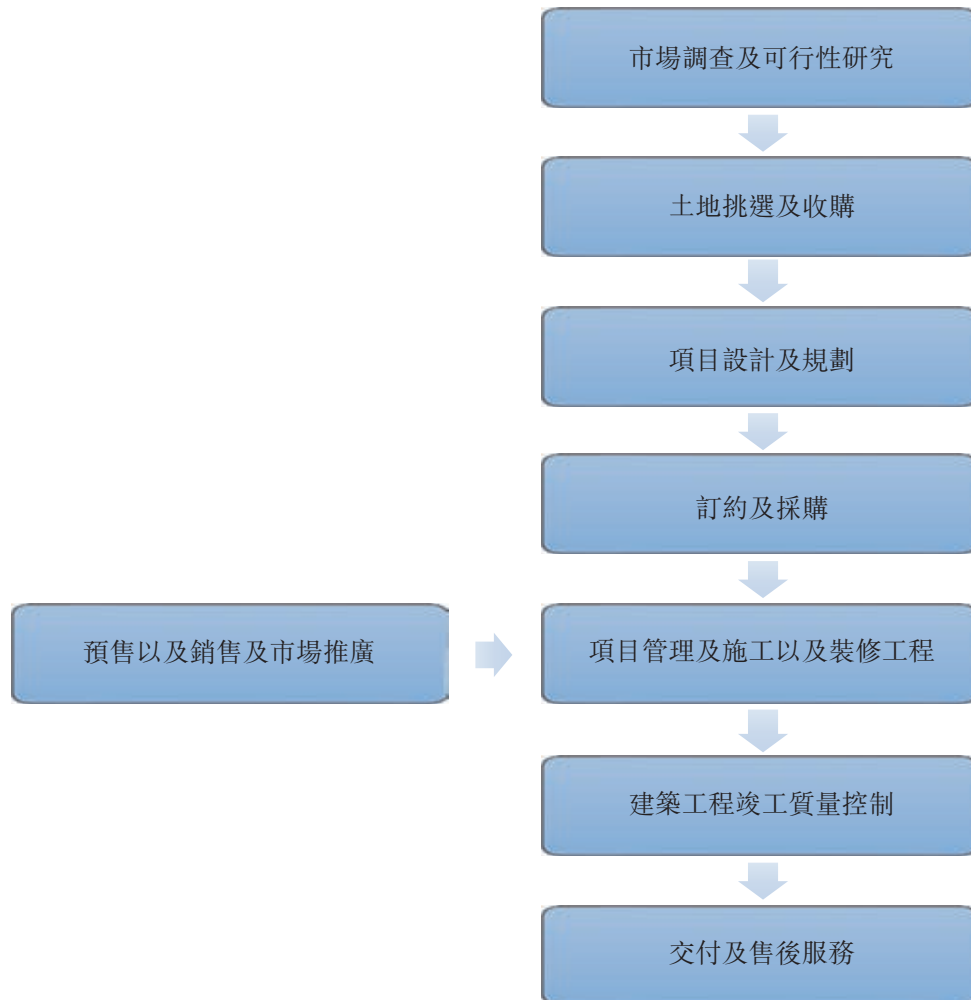 市場調查及可行性研究
土地挑選及收購
項目設計及規劃
訂約及採購
預售以及銷售及市場推廣
項目管理及施工以及裝修工程
建築工程竣工質量控制
交付及售後服務